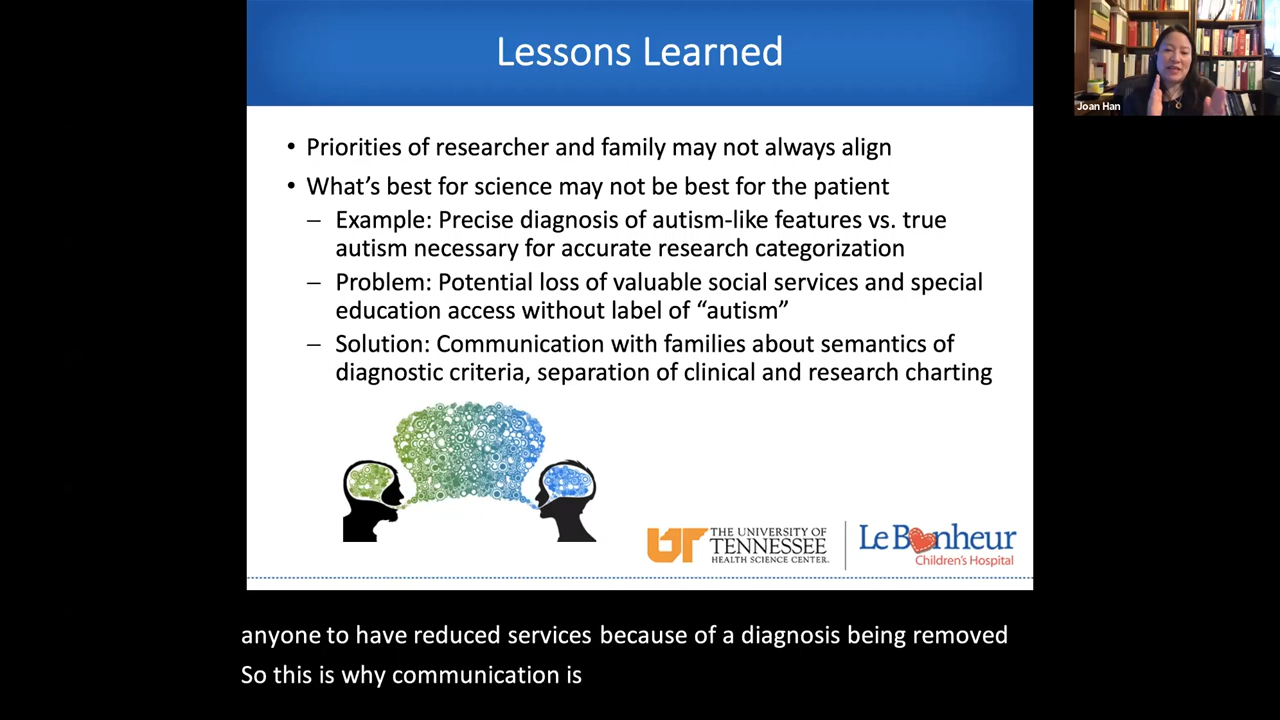 Lessons Learned
Joan Han
• Priorities of researcher and family may not always align
• What's best for science may not be best for the patient
– Example: Precise diagnosis of autism-like features vs. true
autism necessary for accurate research categorization
– Problem: Potential loss of valuable social services and special
education access without label of “autism”
– Solution: Communication with families about semantics of
diagnostic criteria, separation of clinical and research charting
UT
THE UNIVERSITY OF
TENNESSEE
HEALTH SCIENCE CENTER.
Le Bonheur
Children's Hospital
anyone to have reduced services because of a diagnosis being removed
So this is why communication is